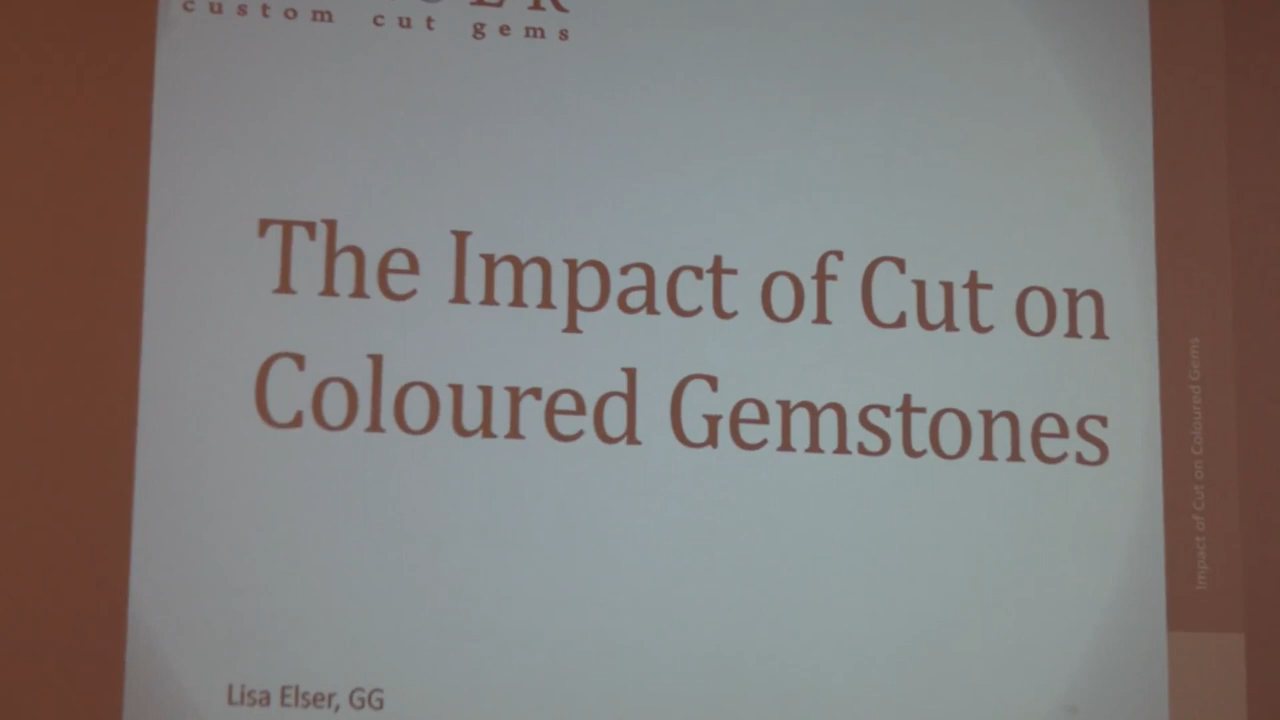 custom cut gems
The Impact of Cut on
Coloured Gemstones
Impact of Cut on Coloured Gems
Lisa Elser, GG